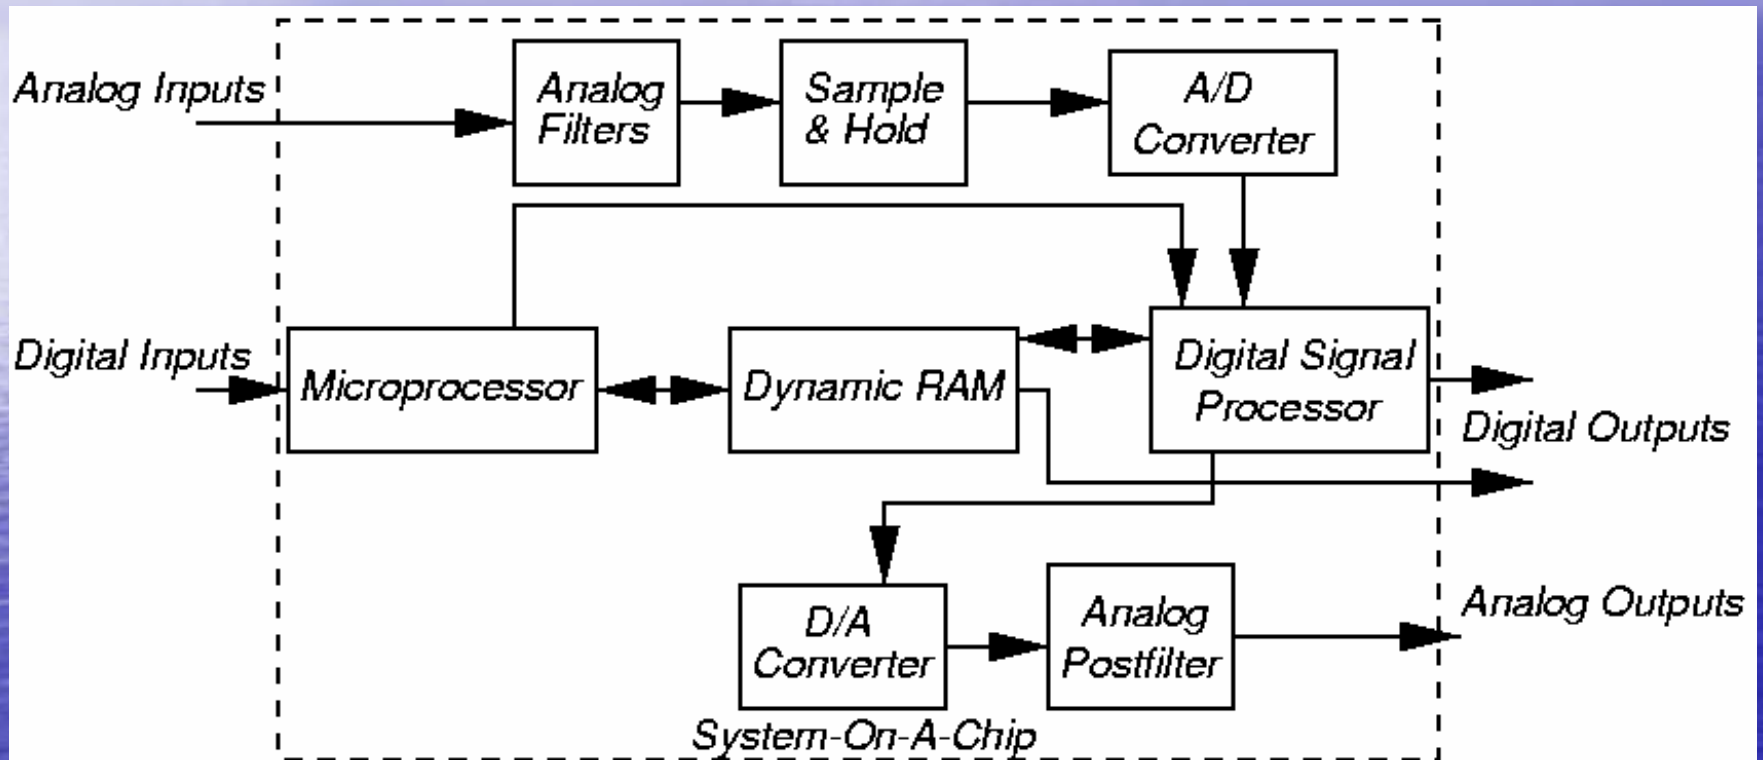 Analog Inputs
Analog
Filters
Sample
& Hold
A/D
Converter
Digital Inputs
Microprocessor
Dynamic RAM
Digital Signal
Processor
Digital Outputs
D/A
Converter
Analog
Postfilter
Analog Outputs
System-On-A-Chip